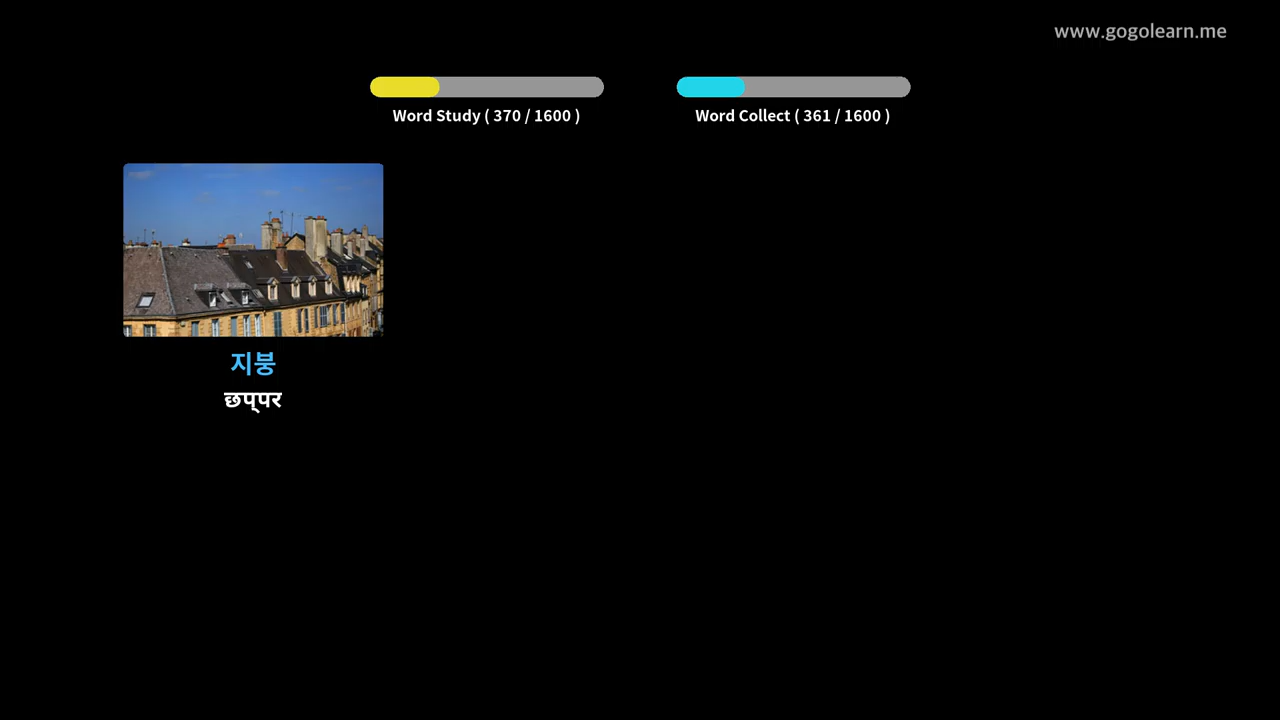 www.gogolearn.me
Word Study ( 370 / 1600 )
Word Collect ( 361 / 1600 )
지붕
छप्पर